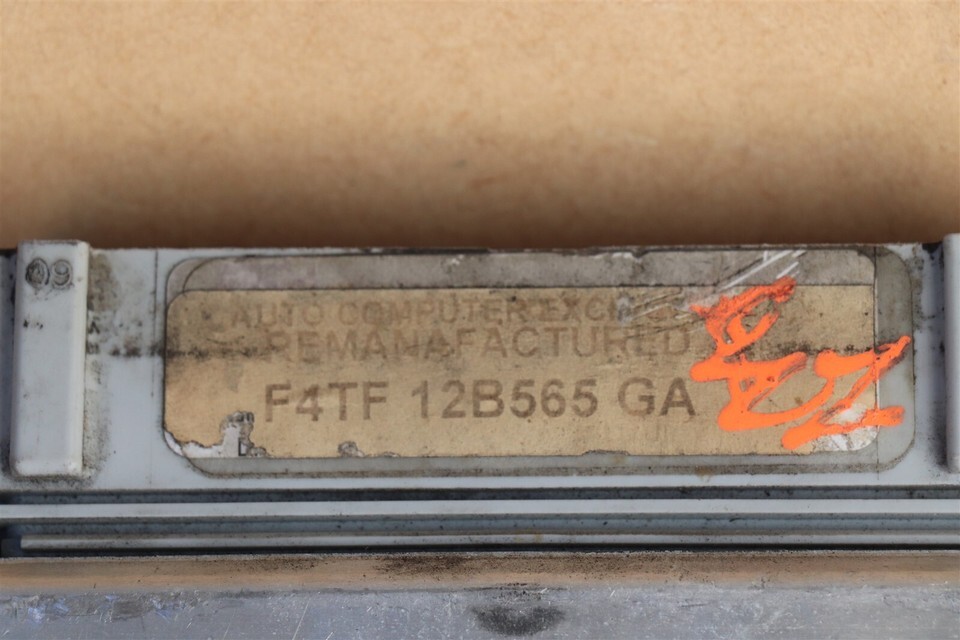 09
AUTO COMPUTER
REMANAFACTURED
F4TF 12B565 GA